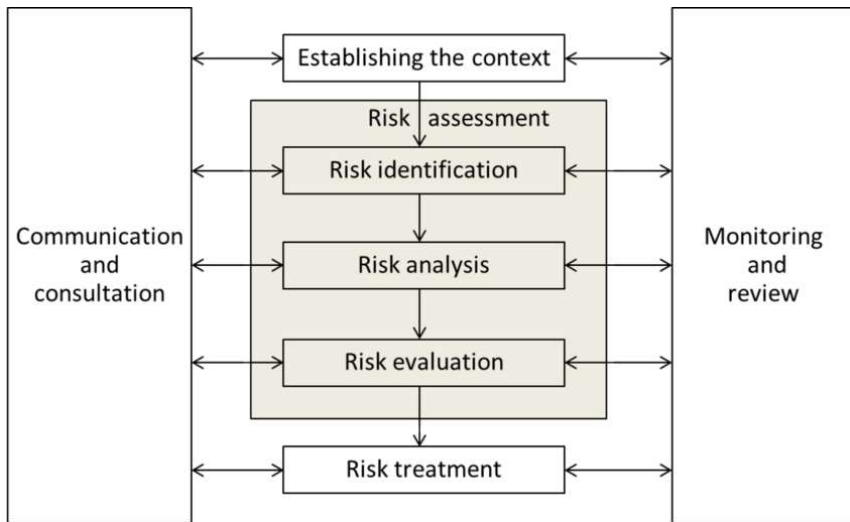 Establishing the context
Risk assessment
Risk identification
Communication
and
consultation
Risk analysis
Monitoring
and
review
Risk evaluation
Risk treatment